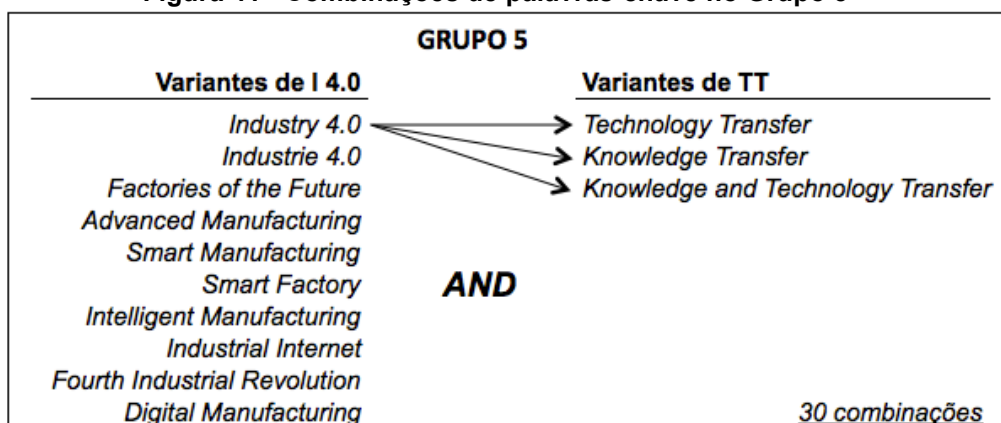 GRUPO 5
Variantes de I 4.0 Variantes de TT
Industry 4.0 Technology Transfer
Industrie 4.0 Knowledge Transfer
Factories of the Future Knowledge and Technology Transfer
Advanced Manufacturing
Smart Manufacturing
Smart Factory AND
Intelligent Manufacturing
Industrial Internet
Fourth Industrial Revolution
Digital Manufacturing 30 combinações